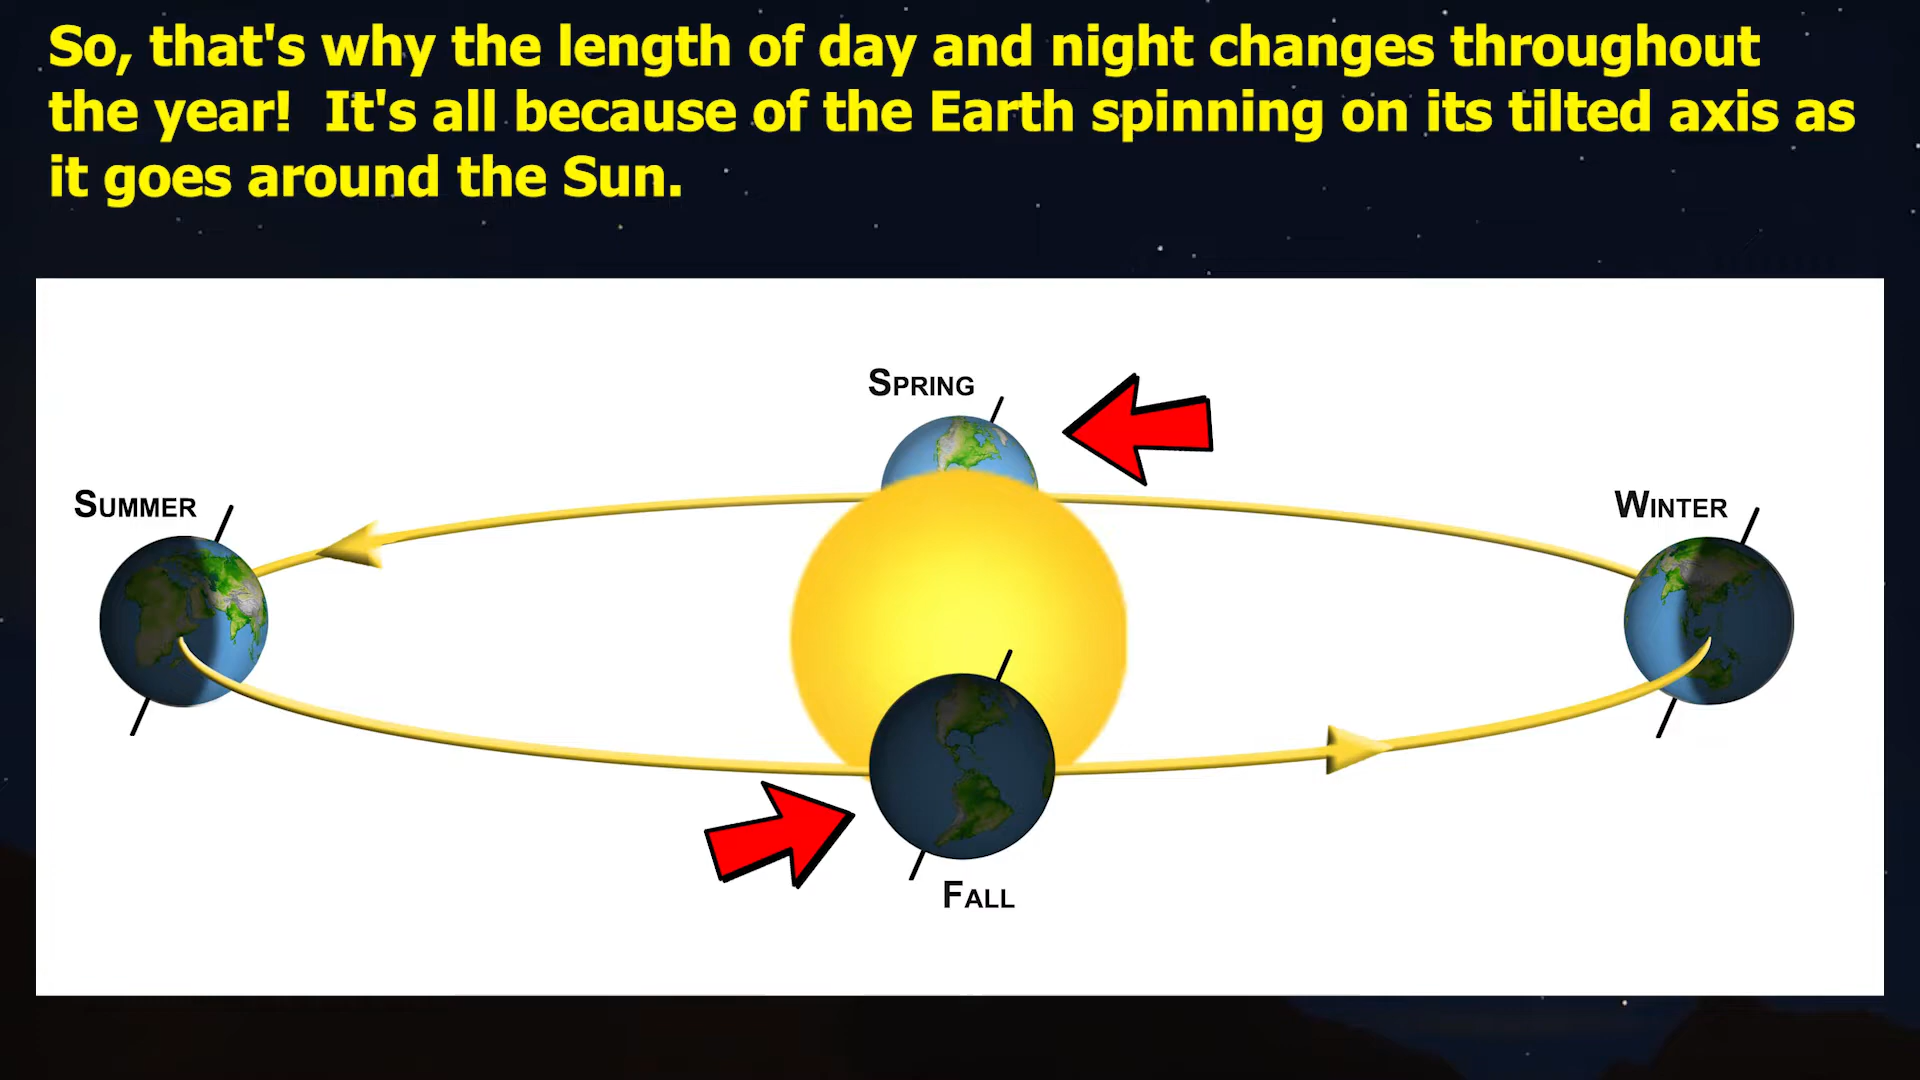 So, that's why the length of day and night changes throughout
the year!  It's all because of the Earth spinning on its tilted axis as
it goes around the Sun.
SPRING
SUMMER
WINTER
FALL